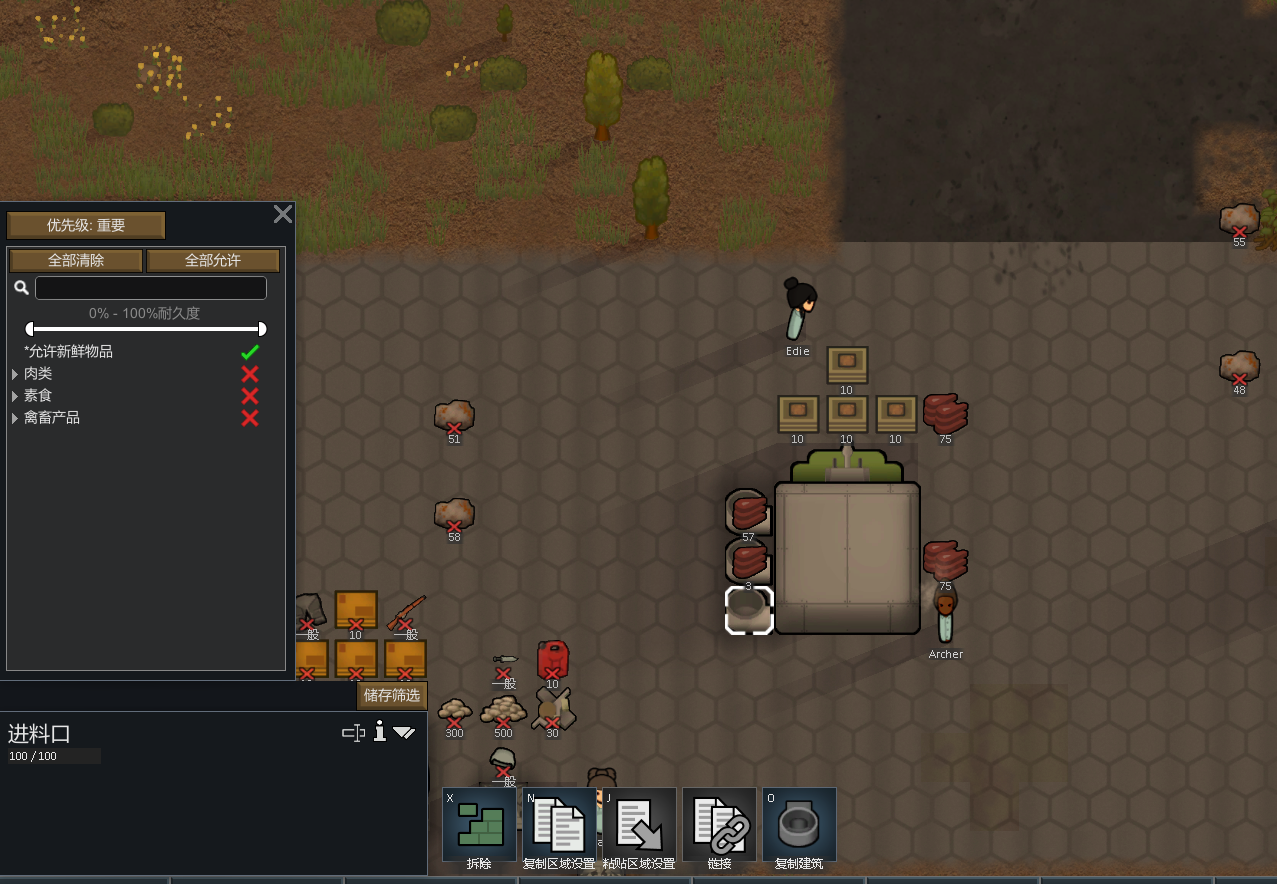 55
优先级: 重要
全部清除
全部允许
0% - 100%耐久度
*允许新鲜物品
肉类
素食
禽畜产品
Edie
48
10
10
10
10
75
51
57
58
3
75
一般
10
一般
Archer
一般
10
储存筛选
300
500
30
进料口
100 / 100
一般
X
拆除
N
复制区域设置
J
粘贴区域设置
链接
O
复制建筑